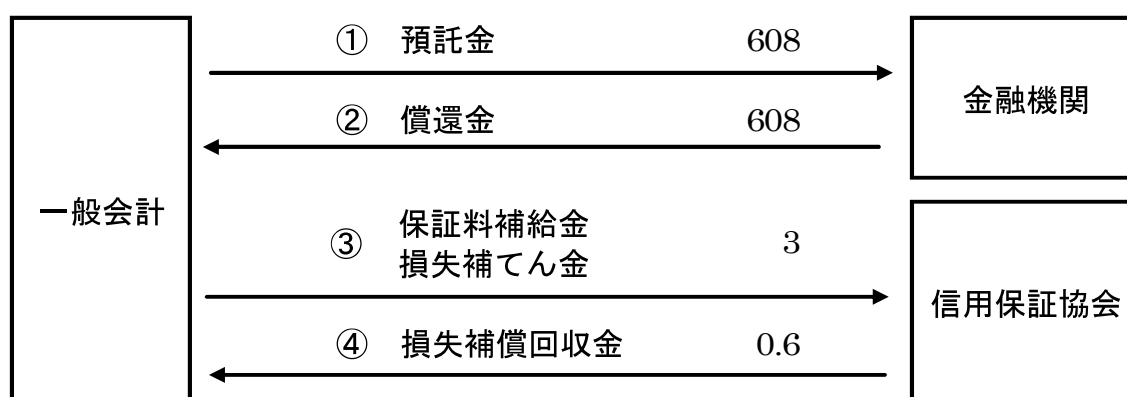 ① 預託金 608
金融機関
② 償還金 608
一般会計
③ 保証料補給金
損失補てん金 3
信用保証協会
④ 損失補償回収金 0.6